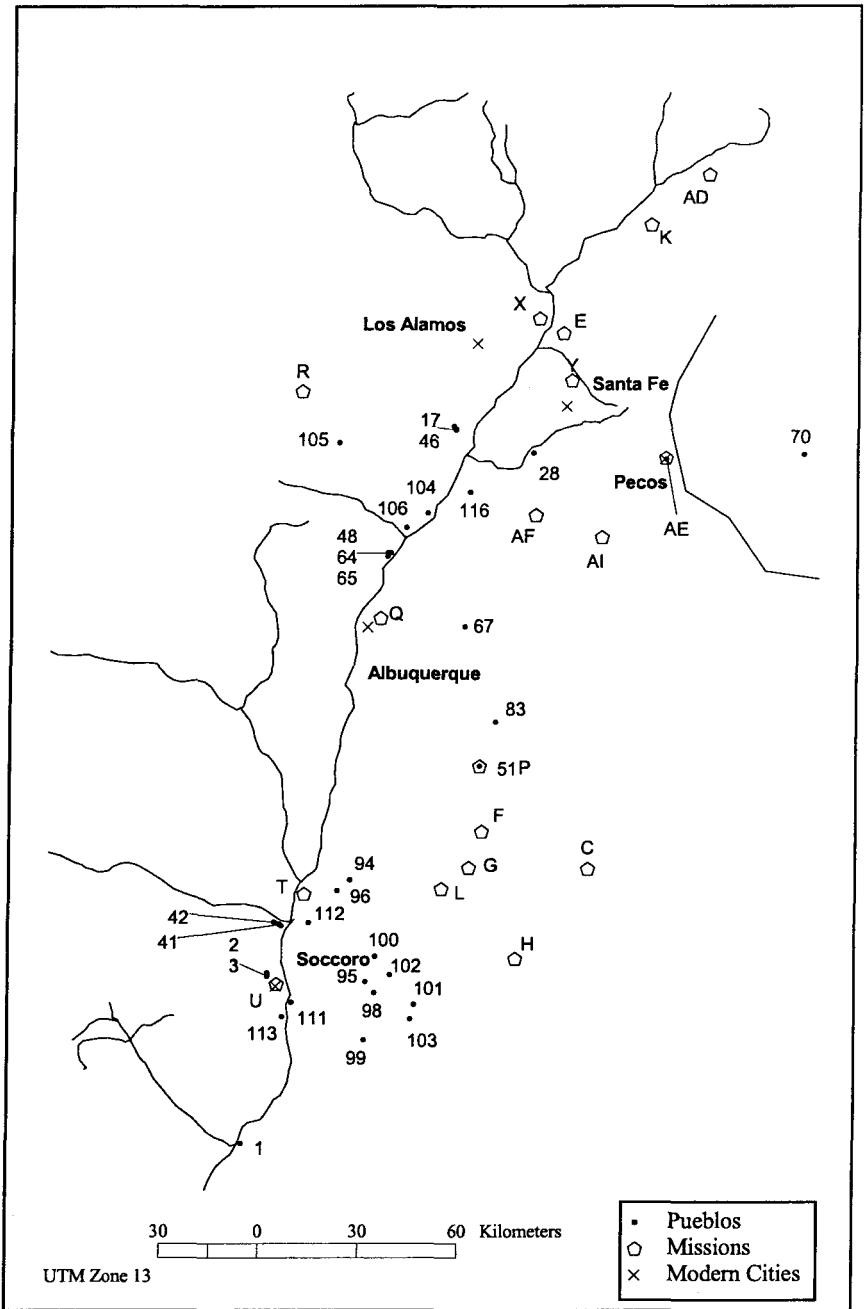 AD
K
X
Los Alamos
E
R
Y
Santa Fe
17
46
105
70
28
Pecos
104
106
116
AF
AE
48
64
65
AI
Q
67
Albuquerque
83
51P
F
C
G
94
T
L
96
42
112
41
2
100
H
Soccoro
3
95
102
101
U
98
111
113
103
99
1
30 0 30 60 Kilometers
UTM Zone 13
Pueblos
Missions
Modern Cities